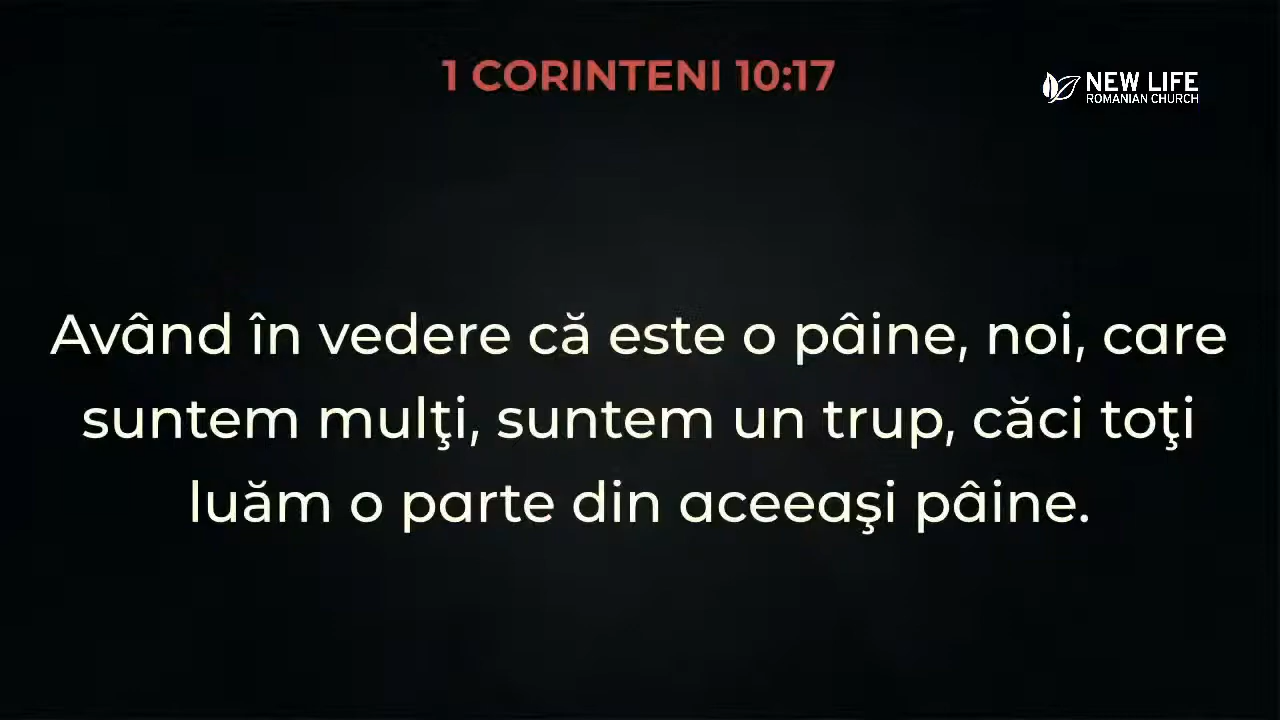 1 CORINTENI 10:17
NEW LIFE
ROMANIAN CHURCH
Având în vedere că este o pâine, noi, care
suntem mulţi, suntem un trup, căci toţi
luăm o parte din aceeaşi pâine.